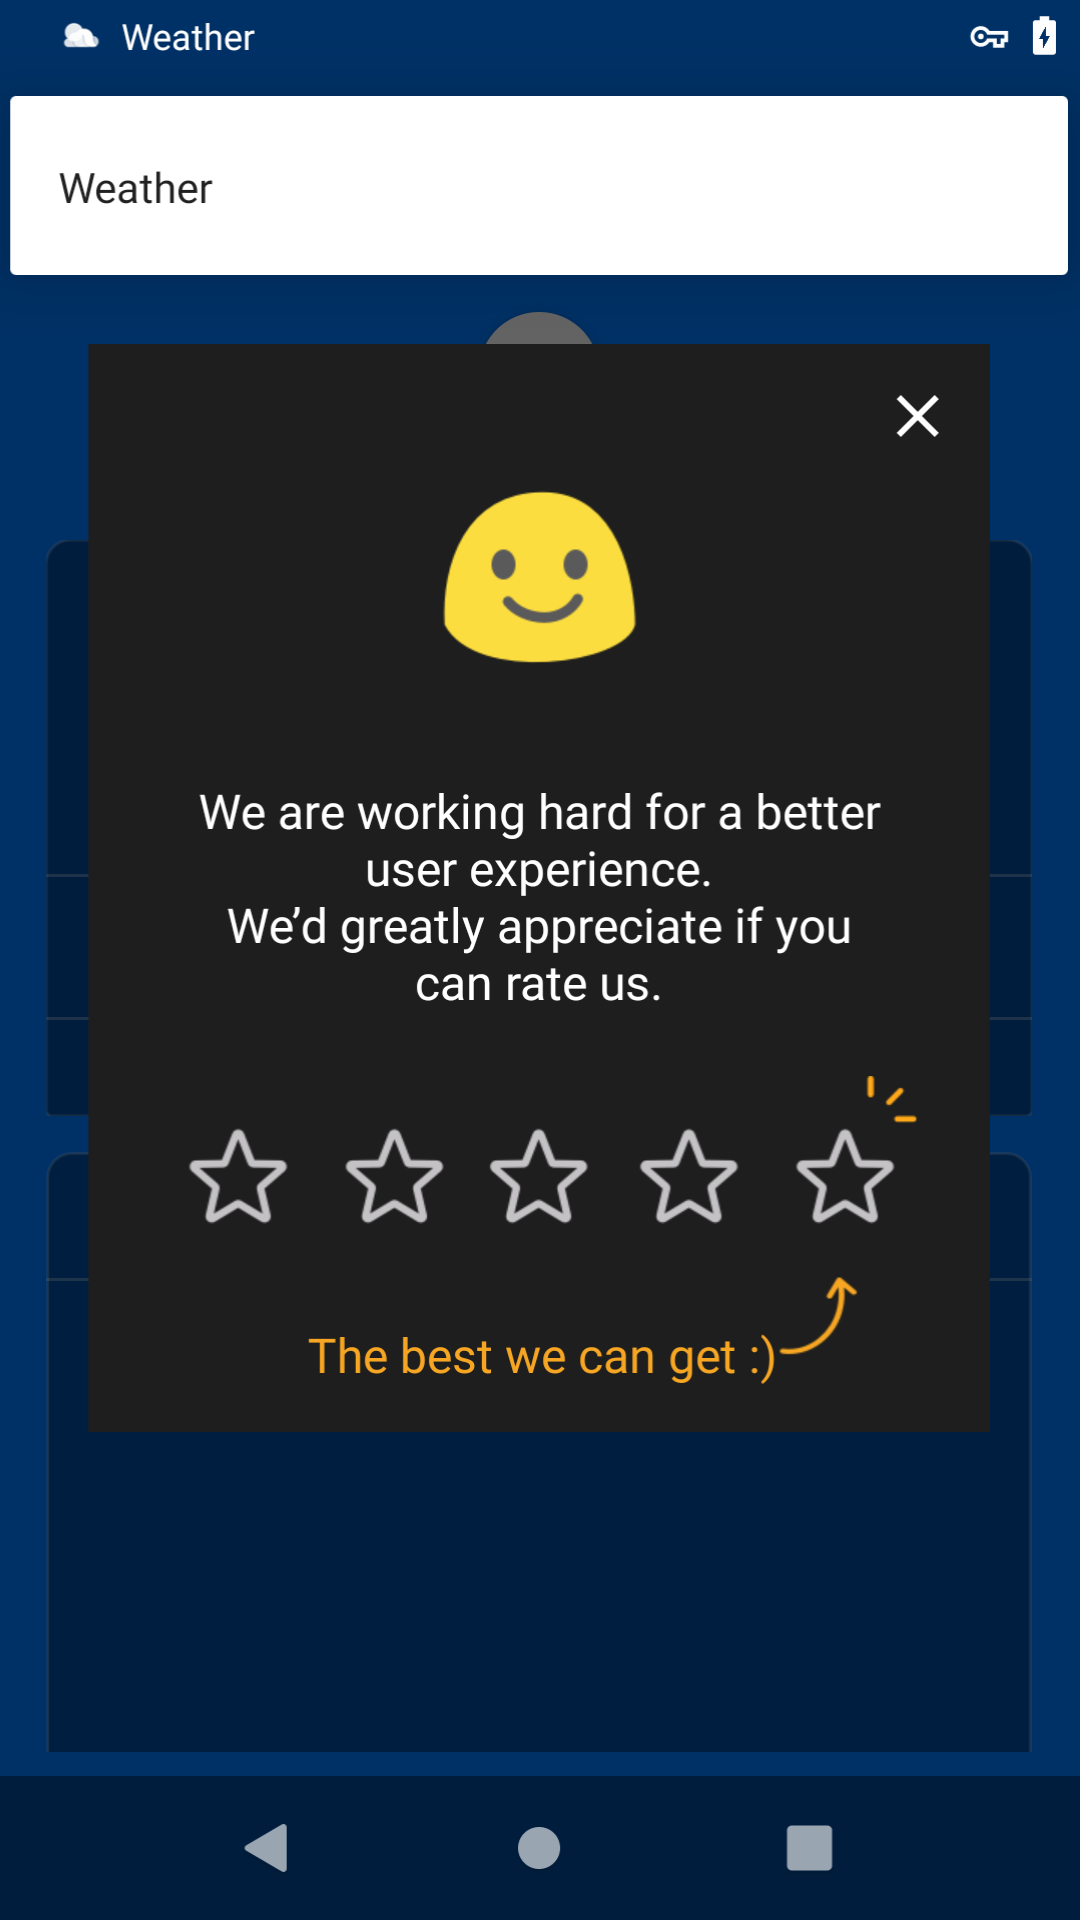 Weather
Weather
We are working hard for a better
user experience.
We’d greatly appreciate if you
can rate us.
The best we can get :)